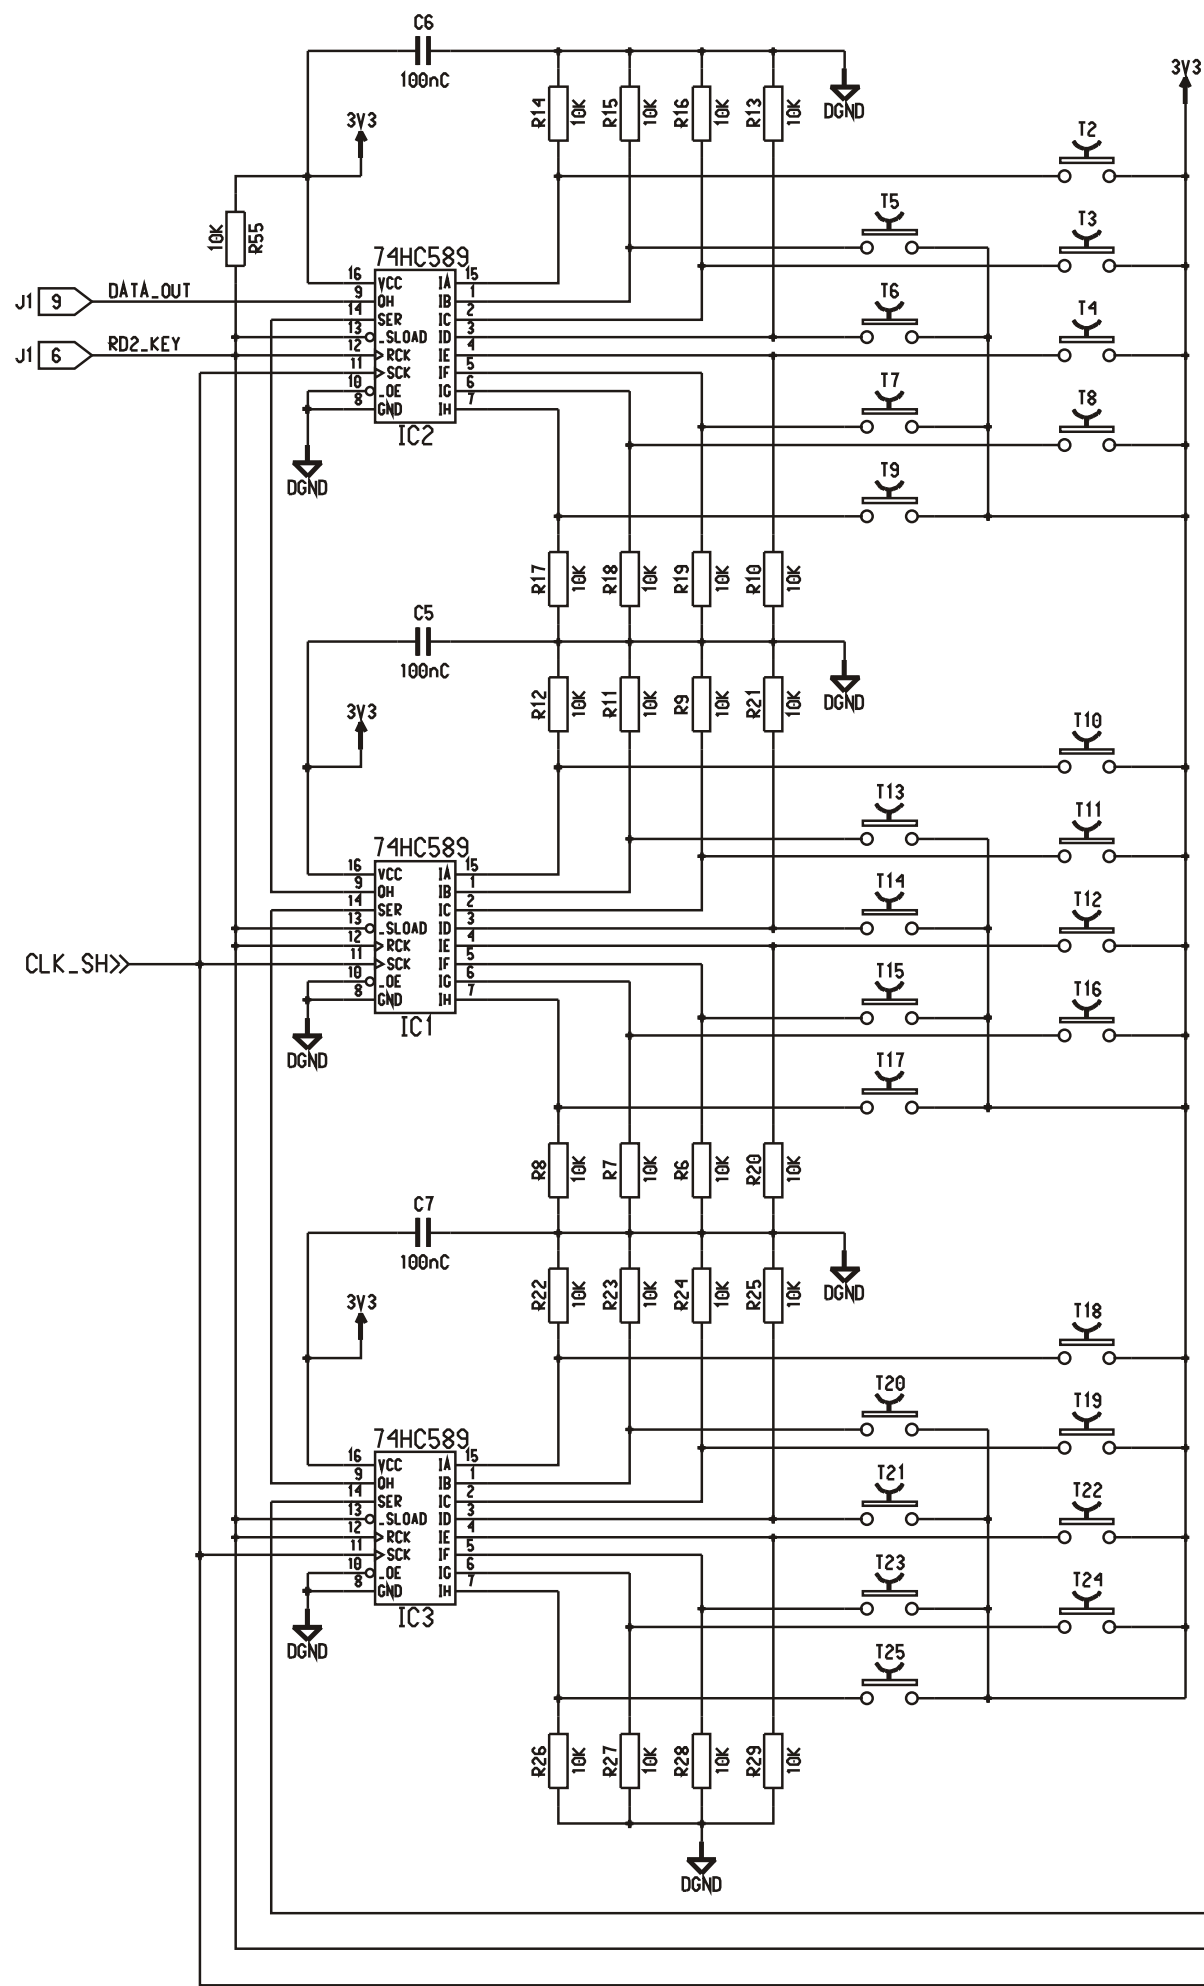 C6
100nC
R14 10K R15 10K R16 10K R13 10K
DGND
3V3
3V3
T2
10K R55
T5
T3
74HC589
16 VCC IA 15
9 QH IB 1
14 SER IC 2
13 _SLOAD ID 3
12 RCK IE 4
11 SCK IF 5
10 _OE IG 6
8 GND IH 7
IC2
J1 9 DATA_OUT
J1 6 RD2_KEY
T6
T4
T7
T8
T9
DGND
R17 10K R18 10K R19 10K R10 10K
C5
100nC
R12 10K R11 10K R9 10K R21 10K
DGND
3V3
T10
T13
T11
74HC589
16 VCC IA 15
9 QH IB 1
14 SER IC 2
13 _SLOAD ID 3
12 RCK IE 4
11 SCK IF 5
10 _OE IG 6
8 GND IH 7
IC1
CLK_SH
T14
T12
T15
T16
T17
DGND
R8 10K R7 10K R6 10K R20 10K
C7
100nC
R22 10K R23 10K R24 10K R25 10K
DGND
3V3
T18
T20
T19
74HC589
16 VCC IA 15
9 QH IB 1
14 SER IC 2
13 _SLOAD ID 3
12 RCK IE 4
11 SCK IF 5
10 _OE IG 6
8 GND IH 7
IC3
T21
T22
T23
T24
T25
DGND
R26 10K R27 10K R28 10K R29 10K
DGND